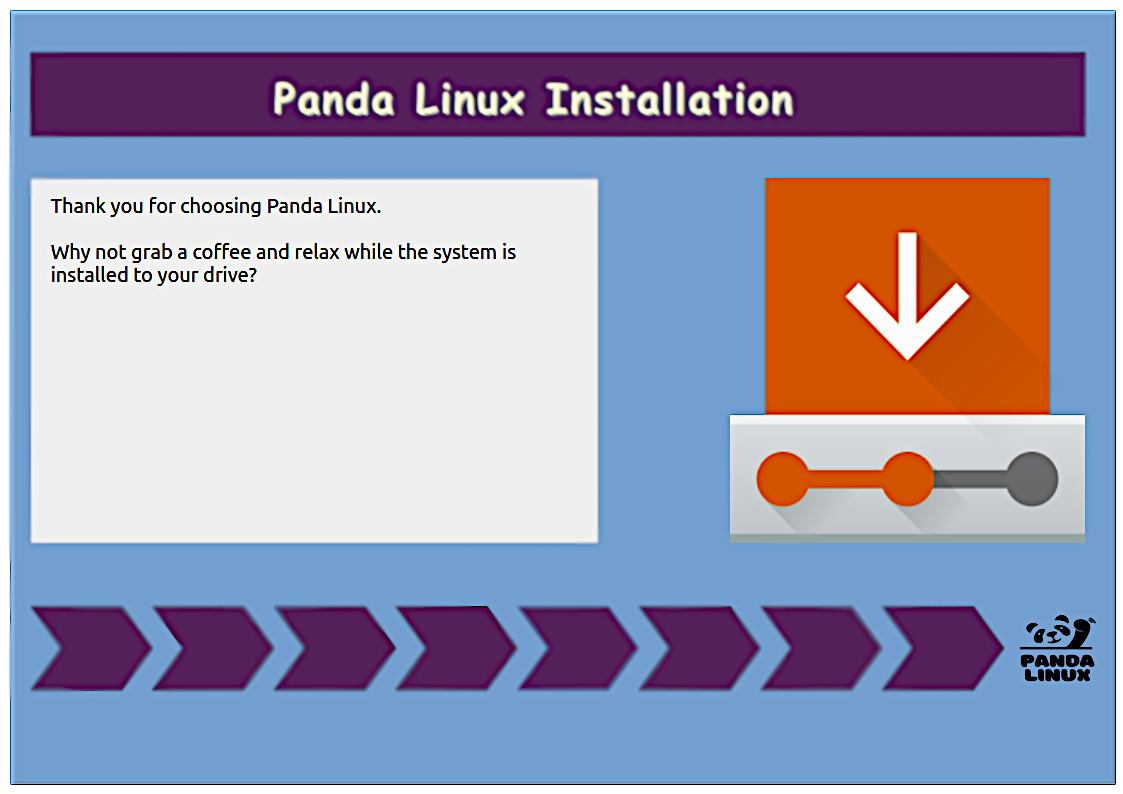 Panda Linux Installation
Thank you for choosing Panda Linux.
Why not grab a coffee and relax while the system is
installed to your drive?
PANDA
LINUX